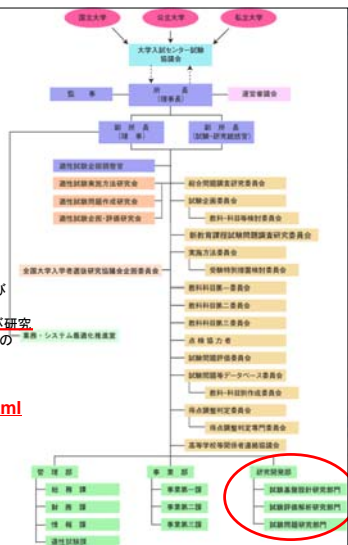 国立大学
公立大学
私立大学
大学入試センター試験
協議会
監 事
所 長
(理事長)
運営審議会
副 所 長
(理 事)
副 所 長
(試験・研究総括官)
適性試験企画調整官
適性試験実施方法研究会
適性試験問題作成研究会
適性試験企画・評価研究会
総合問題調査研究委員会
試験企画委員会
教科・科目等検討委員会
新教育課程試験問題調査研究委員会
実施方法委員会
受験特別措置検討委員会
全国大学入学者選抜研究協議会企画委員会
教科科目第一委員会
教科科目第二委員会
教科科目第三委員会
び
研究
の
業務・システム最適化推進室
点 検 協 力 者
試験問題評価委員会
試験問題等データベース委員会
教科・科目別作成委員会
ml
得点調整判定委員会
得点調整判定専門委員会
高等学校等関係者連絡協議会
管 理 部
事 業 部
研究開発部
総 務 課
事業第一課
試験基盤設計研究部門
財 務 課
事業第二課
試験評価解析研究部門
情 報 課
事業第三課
試験問題研究部門
適性試験課